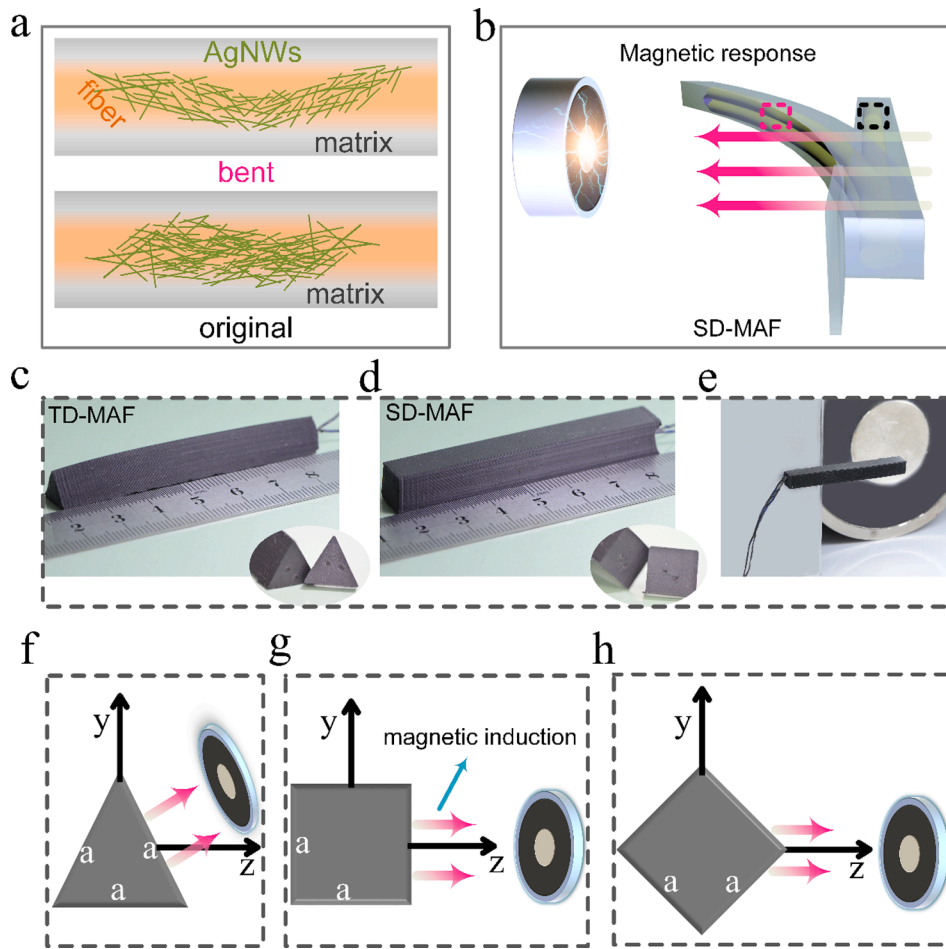 a
AgNWs
fiber
matrix
bent
matrix
original
b
Magnetic response
SD-MAF
c
TD-MAF
2 3 4 5 6 7 8
d
SD-MAF
2 3 4 5 6 7 8
e
f
y
a
a
z
a
g
y
magnetic induction
a
z
a
h
y
z
a a